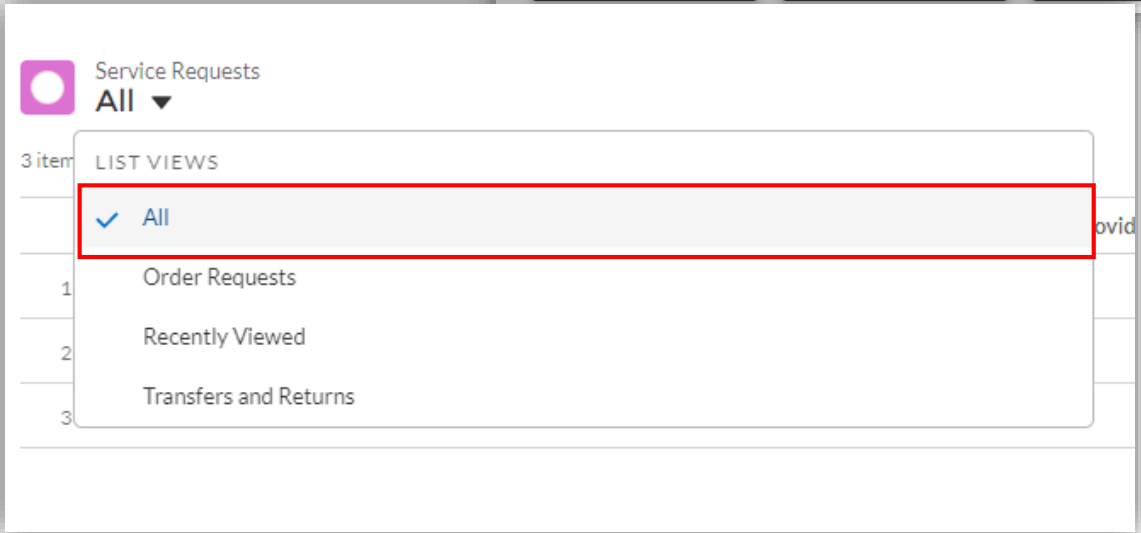 Service Requests
All
3 item
LIST VIEWS
All
ovid
Order Requests
1
Recently Viewed
2
Transfers and Returns
3